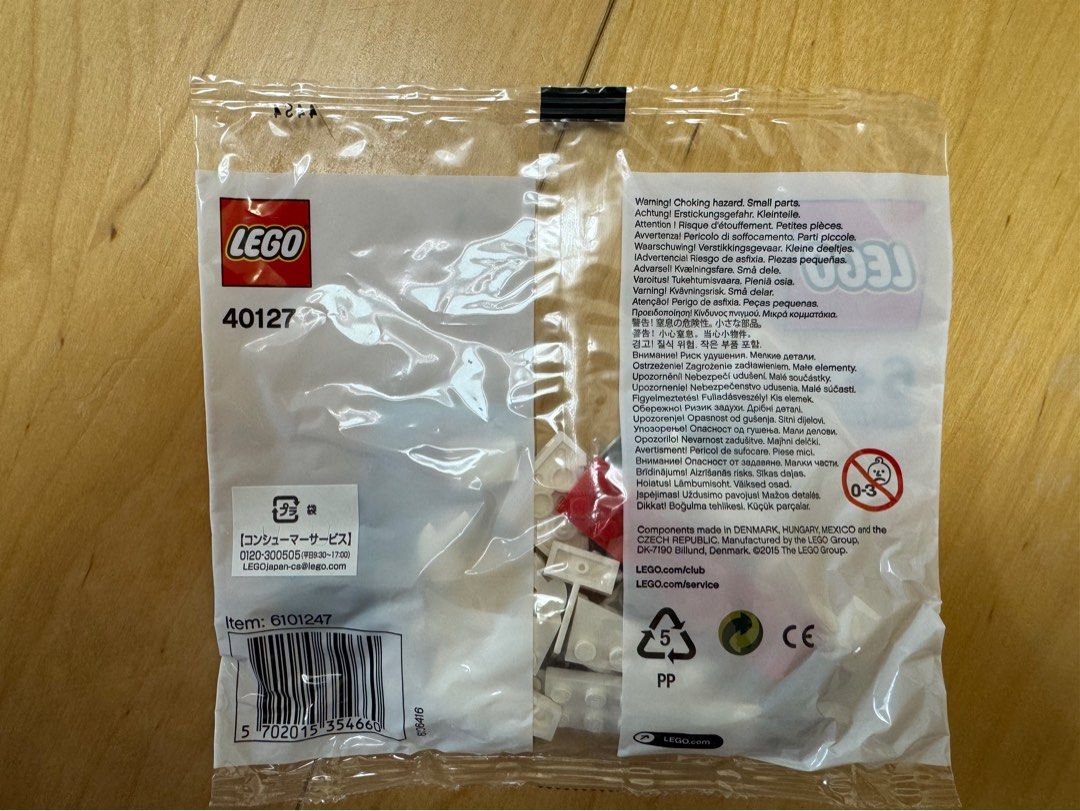 LEGO
40127
プラ 袋
【コンシューマーサービス】
0120-300505(平日9:30～17:00)
LEGOjapan-cs@lego.com
Item: 6101247
5 702015 354660
806416
Warning! Choking hazard. Small parts.
Achtung! Erstickungsgefahr. Kleinteile.
Attention ! Risque d'étouffement. Petites pièces.
Avvertenza! Pericolo di soffocamento. Parti piccole.
Waarschuwing! Verstikkingsgevaar. Kleine deeltjes.
¡Advertencia! Riesgo de asfixia. Piezas pequeñas.
Advarsel! Kvælningsfare. Små dele.
Varoitus! Tukehtumisvaara. Pieniä osia.
Varning! Kvävningsrisk. Små delar.
Atenção! Perigo de asfixia. Peças pequenas.
Προειδοποίηση! Κίνδυνος πνιγμού. Μικρά κομματάκια.
警告! 窒息の危険性。小さな部品。
警告! 小心窒息。当心小物件。
경고! 질식 위험. 작은 부품 포함.
Внимание! Риск удушения. Мелкие детали.
Ostrzeżenie! Zagrożenie zadławieniem. Małe elementy.
Upozornění! Nebezpečí udušení. Malé součástky.
Upozornenie! Nebezpečenstvo udusenia. Malé súčasti.
Figyelmeztetés! Fulladásveszély! Kis elemek.
Обережно! Ризик задухи. Дрібні деталі.
Upozorenje! Opasnost od gušenja. Sitni dijelovi.
Упозорење! Опасност од гушења. Мали делови.
Opozorilo! Nevarnost zadušitve. Majhni delčki.
Avertisment! Pericol de sufocare. Piese mici.
Внимание! Опасност от задавяне. Малки части.
Brīdinājums! Aizrīšanās risks. Sīkas daļas.
Hoiatus! Lämbumisoht. Väiksed osad.
Įspėjimas! Uždusimo pavojus! Mažos detalės.
Dikkat! Boğulma tehlikesi. Küçük parçalar.
0-3
Components made in DENMARK, HUNGARY, MEXICO and the
CZECH REPUBLIC. Manufactured by the LEGO Group,
DK-7190 Billund, Denmark. ©2015 The LEGO Group.
LEGO.com/club
LEGO.com/service
5
PP
CE
LEGO.com